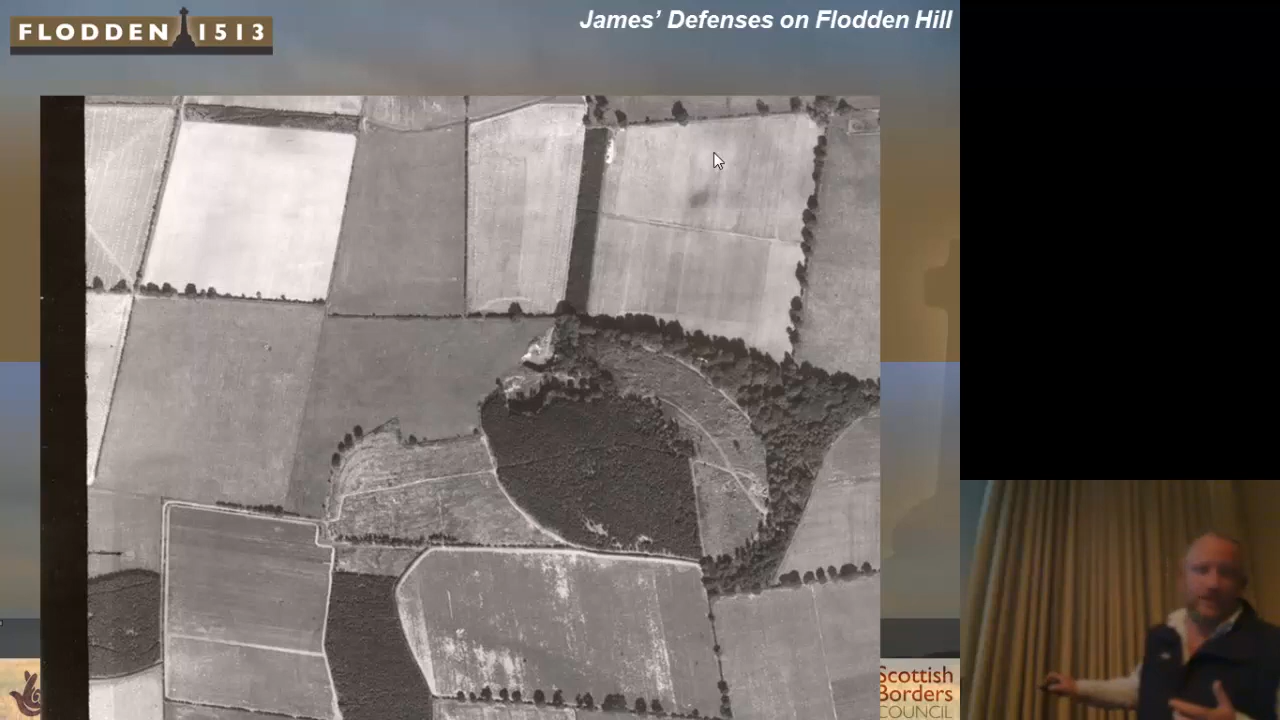 FLODDEN 1513
James' Defenses on Flodden Hill
Scottish
Borders
COUNCIL